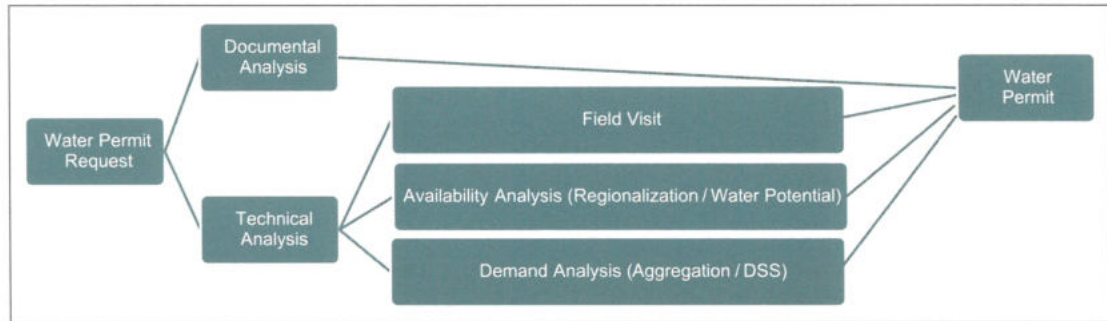 Documental
Analysis
Water
Permit
Field Visit
Water Permit
Request
Availability Analysis (Regionalization / Water Potential)
Technical
Analysis
Demand Analysis (Aggregation / DSS)